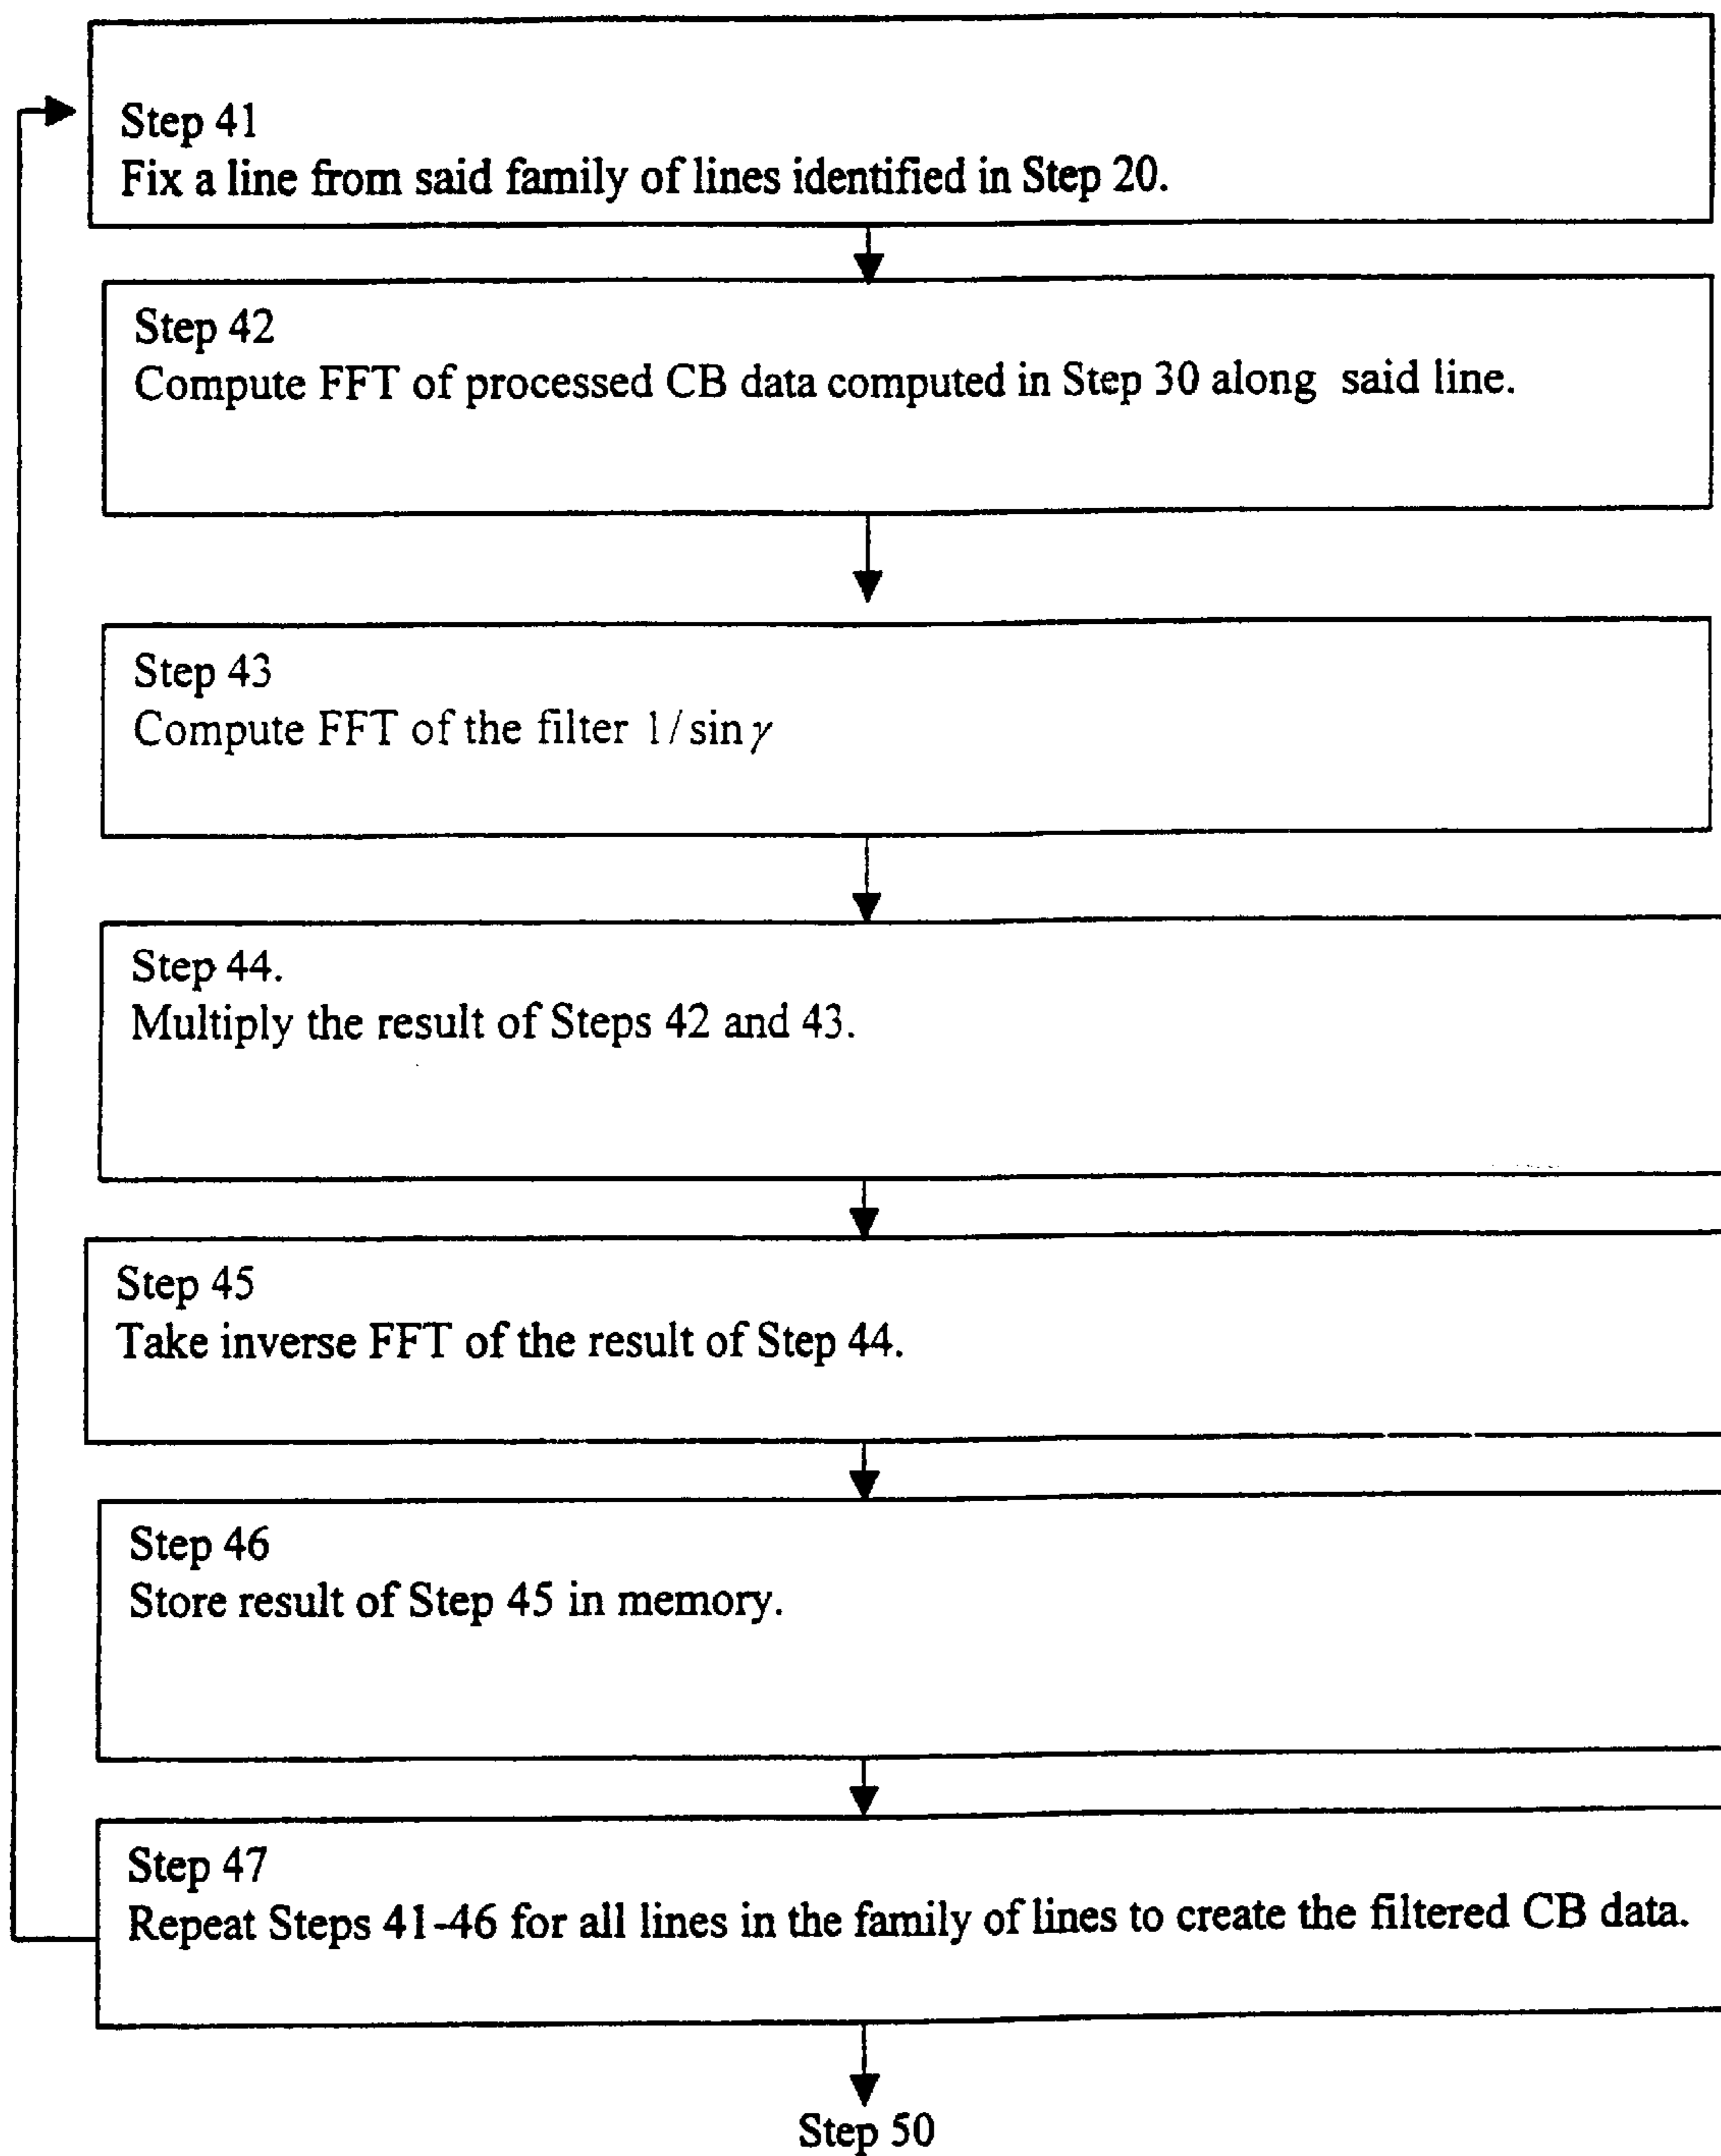 Step 41
Fix a line from said family of lines identified in Step 20.
Step 42
Compute FFT of processed CB data computed in Step 30 along said line.
Step 43
Compute FFT of the filter 1/ sin γ
Step 44.
Multiply the result of Steps 42 and 43.
Step 45
Take inverse FFT of the result of Step 44.
Step 46
Store result of Step 45 in memory.
Step 47
Repeat Steps 41-46 for all lines in the family of lines to create the filtered CB data.
Step 50